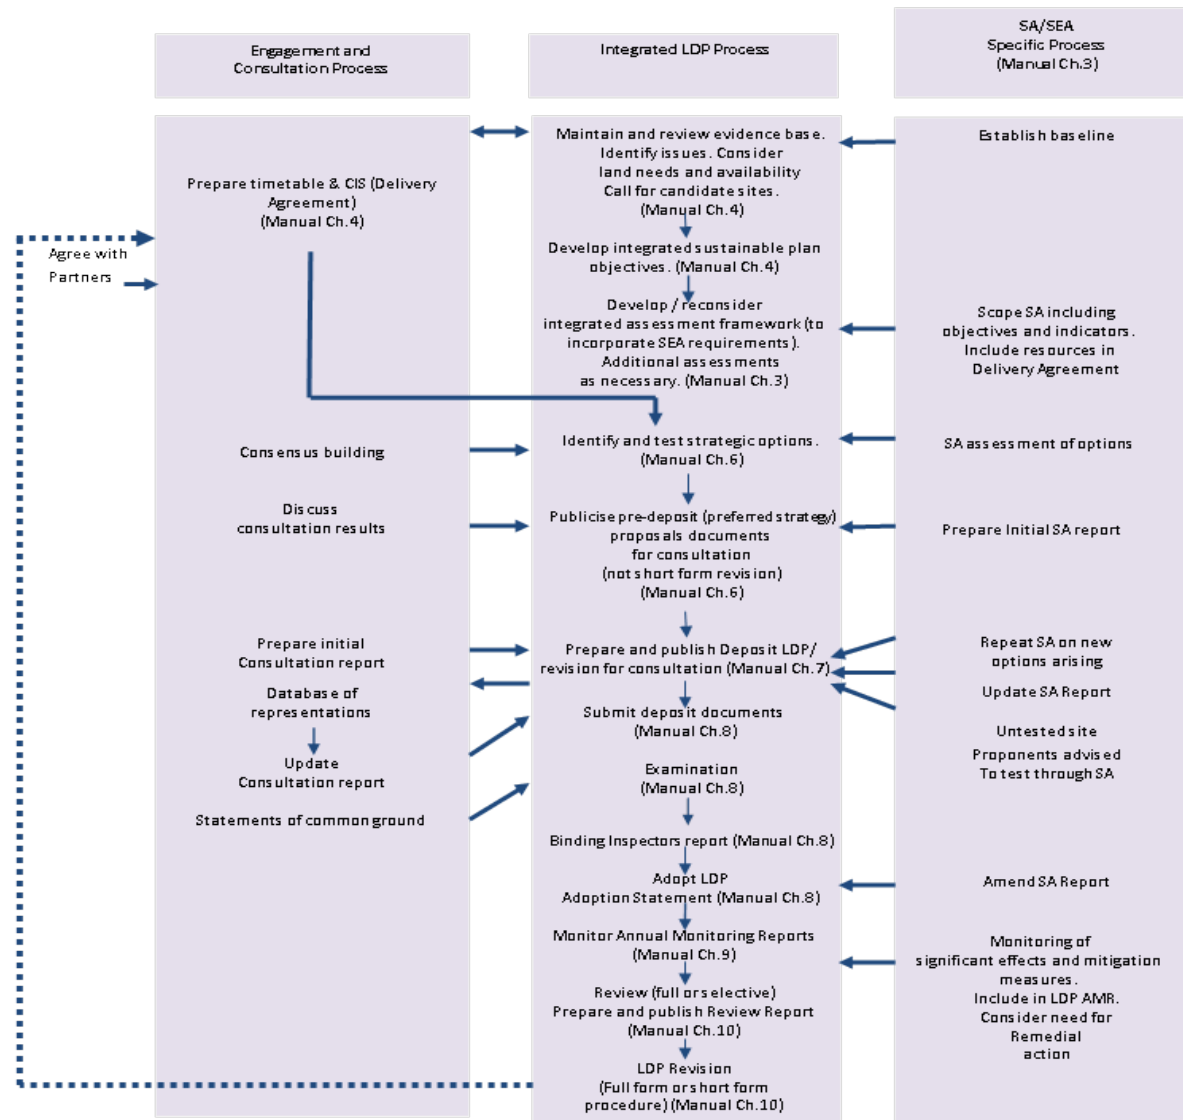 Engagement and
Consultation Process
Integrated LDP Process
SA/SEA
Specific Process
(Manual Ch.3)
Agree with
Partners
Prepare timetable & CIS (Delivery
Agreement)
(Manual Ch.4)
Consensus building
Discuss
consultation results
Prepare initial
Consultation report
Database of
representations
Update
Consultation report
Statements of common ground
Maintain and review evidence base.
Identify issues. Consider
land needs and availability
Call for candidate sites.
(Manual Ch.4)
Develop integrated sustainable plan
objectives. (Manual Ch.4)
Develop / reconsider
integrated assessment framework (to
incorporate SEA requirements).
Additional assessments
as necessary. (Manual Ch.3)
Identify and test strategic options.
(Manual Ch.6)
Publicise pre-deposit (preferred strategy)
proposals documents
for consultation
(not short form revision)
(Manual Ch.6)
Prepare and publish Deposit LDP/
revision for consultation (Manual Ch.7)
Submit deposit documents
(Manual Ch.8)
Examination
(Manual Ch.8)
Binding Inspectors report (Manual Ch.8)
Adopt LDP
Adoption Statement (Manual Ch.8)
Monitor Annual Monitoring Reports
(Manual Ch.9)
Review (full or selective)
Prepare and publish Review Report
(Manual Ch.10)
LDP Revision
(Full form or short form
procedure) (Manual Ch.10)
Establish baseline
Scope SA including
objectives and indicators.
Include resources in
Delivery Agreement
SA assessment of options
Prepare Initial SA report
Repeat SA on new
options arising
Update SA Report
Untested site
Proponents advised
To test through SA
Amend SA Report
Monitoring of
significant effects and mitigation
measures.
Include in LDP AMR.
Consider need for
Remedial
action